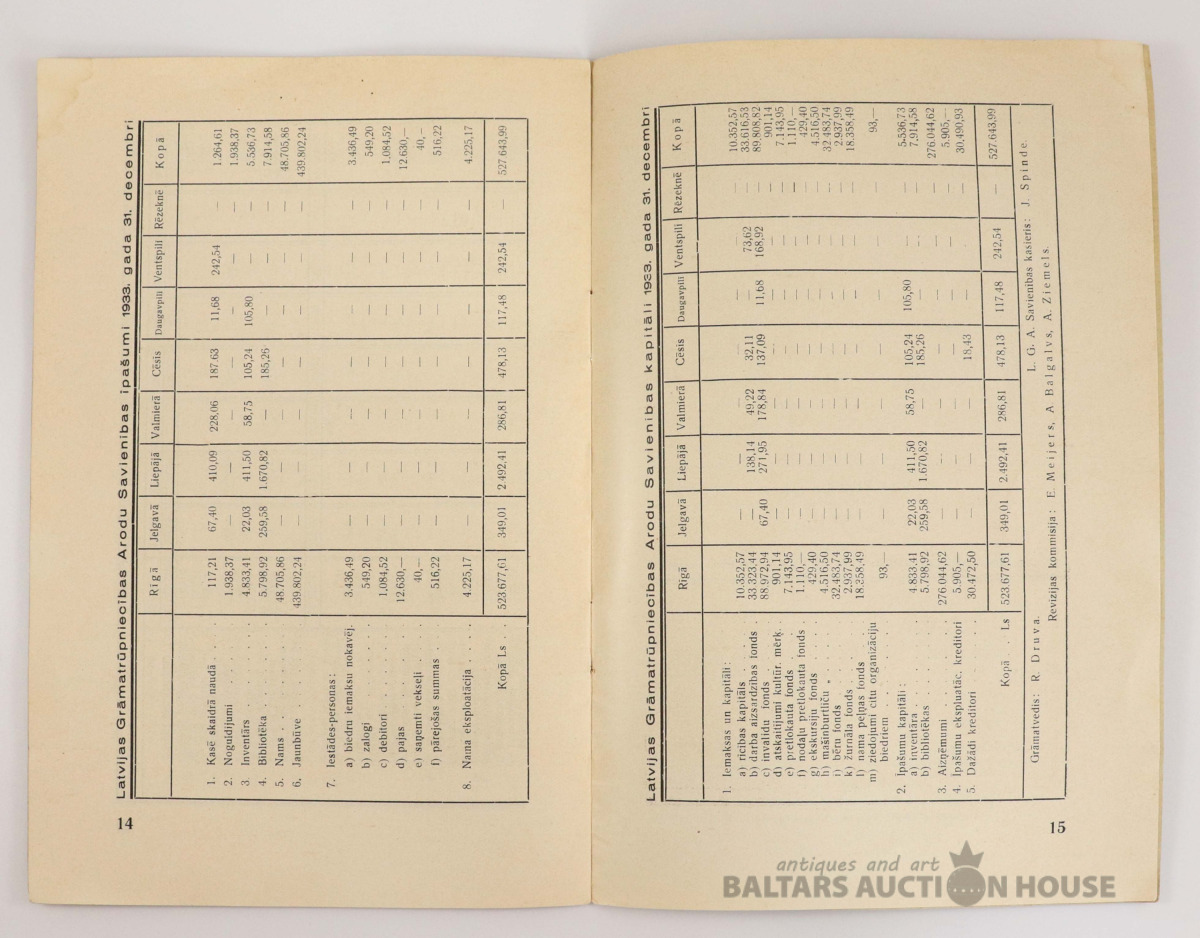 Latvijas Grāmatrūpniecības Arodu Savienības īpašumi 1933. gada 31. decembrī
Rīgā Jelgavā Liepājā Valmierā Cēsīs Daugavpilī Ventspilī Rēzeknē Kopā
1. Kasē skaidrā naudā . . 117,21 67,40 410,09 228,06 187.63 11,68 242,54 — 1.264,61
2. Noguldījumi . . . . . 1.938,37 — — — — — — — 1.938,37
3. Inventārs . . . . . 4.833,41 22,03 411,50 58,75 105,24 105,80 — — 5.536,73
4. Bibliotēka . . . . . 5.798,92 259,58 1.670,82 — 185,26 — — — 7.914,58
5. Nams . . . . . . 48.705,86 — — — — — — — 48.705,86
6. Jaunbūve . . . . . 439.802,24 — — — — — — — 439.802,24
7. Iestādes-personas:
a) biedru iemaksu nokavēj. 3.436,49 — — — — — — — 3.436,49
b) zalogi . . . . . 549,20 — — — — — — — 549,20
c) debitori . . . . . 1.084,52 — — — — — — — 1.084,52
d) pajas . . . . . 12.630,— — — — — — — — 12.630,—
e) saņemti vekseļi . . 40,— — — — — — — — 40,—
f) pārejošas summas . . 516,22 — — — — — — — 516,22
8. Nama eksploatācija . . . . 4.225,17 — — — — — — — 4.225,17
Kopā Ls . . . 523.677,61 349,01 2.492,41 286,81 478,13 117,48 242,54 — 527.643,99
14
Latvijas Grāmatrūpniecības Arodu Savienības kapitāli 1933. gada 31. decembrī
Rīgā Jelgavā Liepājā Valmierā Cēsīs Daugavpilī Ventspilī Rēzeknē Kopā
1. Iemaksas un kapitāli:
a) rīcības kapitāls . . . 10.352,57 — — — — — — — 10.352,57
b) darba aizsardzības fonds . 33 323,44 — 138,14 49,22 32,11 — 73,62 — 33.616,53
c) invalidu fonds . . . . 88 972,94 67,40 271,95 178,84 137,09 11,68 168,92 — 89.808,82
d) atskaitījumi kultūr. mērķ. . 901,14 — — — — — — — 901,14
e) pretlokauta fonds . . . 7.143,95 — — — — — — — 7.143,95
f) nodaļu pretlokauta fonds 1.110,— — — — — — — — 1.110,—
g) ekskursiju fonds . . . 429,40 — — — — — — — 429,40
h) mašinburtliču „ . . . 4.516,50 — — — — — — — 4.516,50
i) bēru fonds . . . . 32.483,74 — — — — — — — 32 483,74
k) žurnāla fonds . . . . 2.937,99 — — — — — — — 2.937,99
l) nama peļņas fonds . . 18.358,49 — — — — — — — 18.358,49
m) ziedojumi citu organizāciju
biedriem . . . . . 93,— — — — — — — — 93,—
2. Īpašumu kapitāli:
a) inventāra . . . . . 4 833,41 22,03 411,50 58,75 105,24 105,80 — — 5.536,73
b) bibliotēkas . . . . 5.798,92 259,58 1.670,82 — 185,26 — — — 7.914,58
3. Aizņēmumi . . . . . 276 044,62 — — — — — — — 276.044,62
4. Īpašumu ekspluatāc. kreditori 5 905,— — — — — — — — 5.905,—
5. Dažādi kreditori . . . . 30.472,50 — — — 18,43 — — — 30.490,93
Kopā . Ls 523.677,61 349,01 2.492,41 286,81 478,13 117,48 242,54 — 527.643,99
Grāmatvedis: R. Druva. L. G. A. Savienības kasieris: J. Spinde.
Revīzijas kommisija: E. Meijers, A. Balgalvs, A. Ziemels.
15
antiques and art
BALTARS AUCTION HOUSE